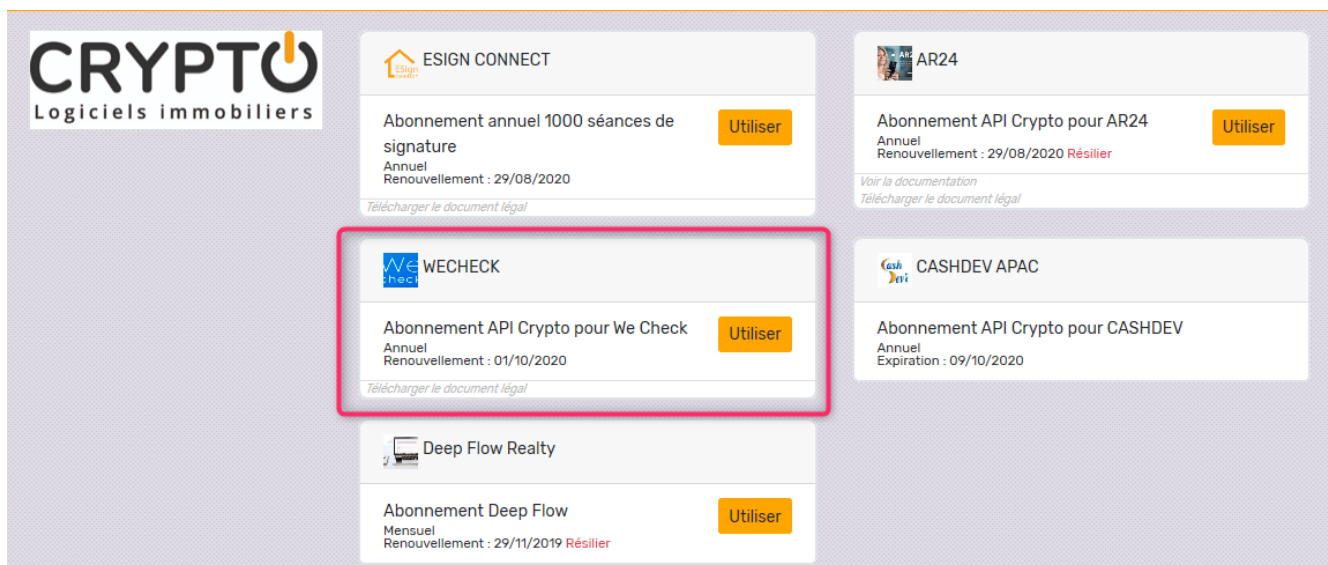 CRYPTO
Logiciels immobiliers
ESIGN CONNECT
Abonnement annuel 1000 séances de
signature
Annuel
Renouvellement : 29/08/2020
Utiliser
Télécharger le document légal
AR24
Abonnement API Crypto pour AR24
Annuel
Renouvellement : 29/08/2020 Résilier
Utiliser
Voir la documentation
Télécharger le document légal
We
check
WECHECK
Abonnement API Crypto pour We Check
Annuel
Renouvellement : 01/10/2020
Utiliser
Télécharger le document légal
Cash
Devi
CASHDEV APAC
Abonnement API Crypto pour CASHDEV
Annuel
Expiration : 09/10/2020
Deep Flow Realty
Abonnement Deep Flow
Mensuel
Renouvellement : 29/11/2019 Résilier
Utiliser